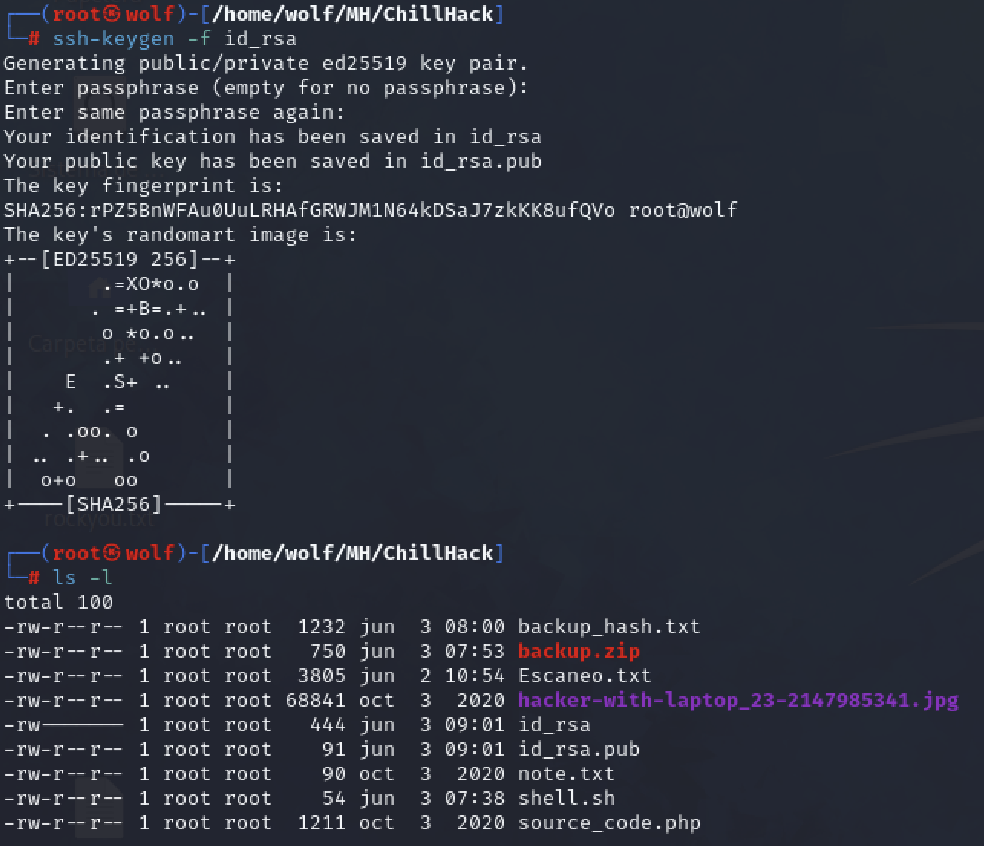 ┌──(root㉿wolf)-[/home/wolf/MH/ChillHack]
└─# ssh-keygen -f id_rsa
Generating public/private ed25519 key pair.
Enter passphrase (empty for no passphrase):
Enter same passphrase again:
Your identification has been saved in id_rsa
Your public key has been saved in id_rsa.pub
The key fingerprint is:
SHA256:rPZ5BnWFAu0UuLRHAfGRWJM1N64kDSaJ7zkKK8ufQVo root@wolf
The key's randomart image is:
+--[ED25519 256]--+
|       .=XO*o.o  |
|      . =+B=.+.. |
|       o *o.o..  |
|       .+ +o..   |
|    E  .S+ ..    |
|   +.  .=        |
|  . .oo. o       |
| .. .+.. .o      |
|  o+o   oo       |
+----[SHA256]-----+
┌──(root㉿wolf)-[/home/wolf/MH/ChillHack]
└─# ls -l
total 100
-rw-r--r-- 1 root root  1232 jun  3 08:00 backup_hash.txt
-rw-r--r-- 1 root root   750 jun  3 07:53 backup.zip
-rw-r--r-- 1 root root  3805 jun  2 10:54 Escaneo.txt
-rw-r--r-- 1 root root 68841 oct  3  2020 hacker-with-laptop_23-2147985341.jpg
-rw------- 1 root root   444 jun  3 09:01 id_rsa
-rw-r--r-- 1 root root    91 jun  3 09:01 id_rsa.pub
-rw-r--r-- 1 root root    90 oct  3  2020 note.txt
-rw-r--r-- 1 root root    54 jun  3 07:38 shell.sh
-rw-r--r-- 1 root root  1211 oct  3  2020 source_code.php
rockyou.txt